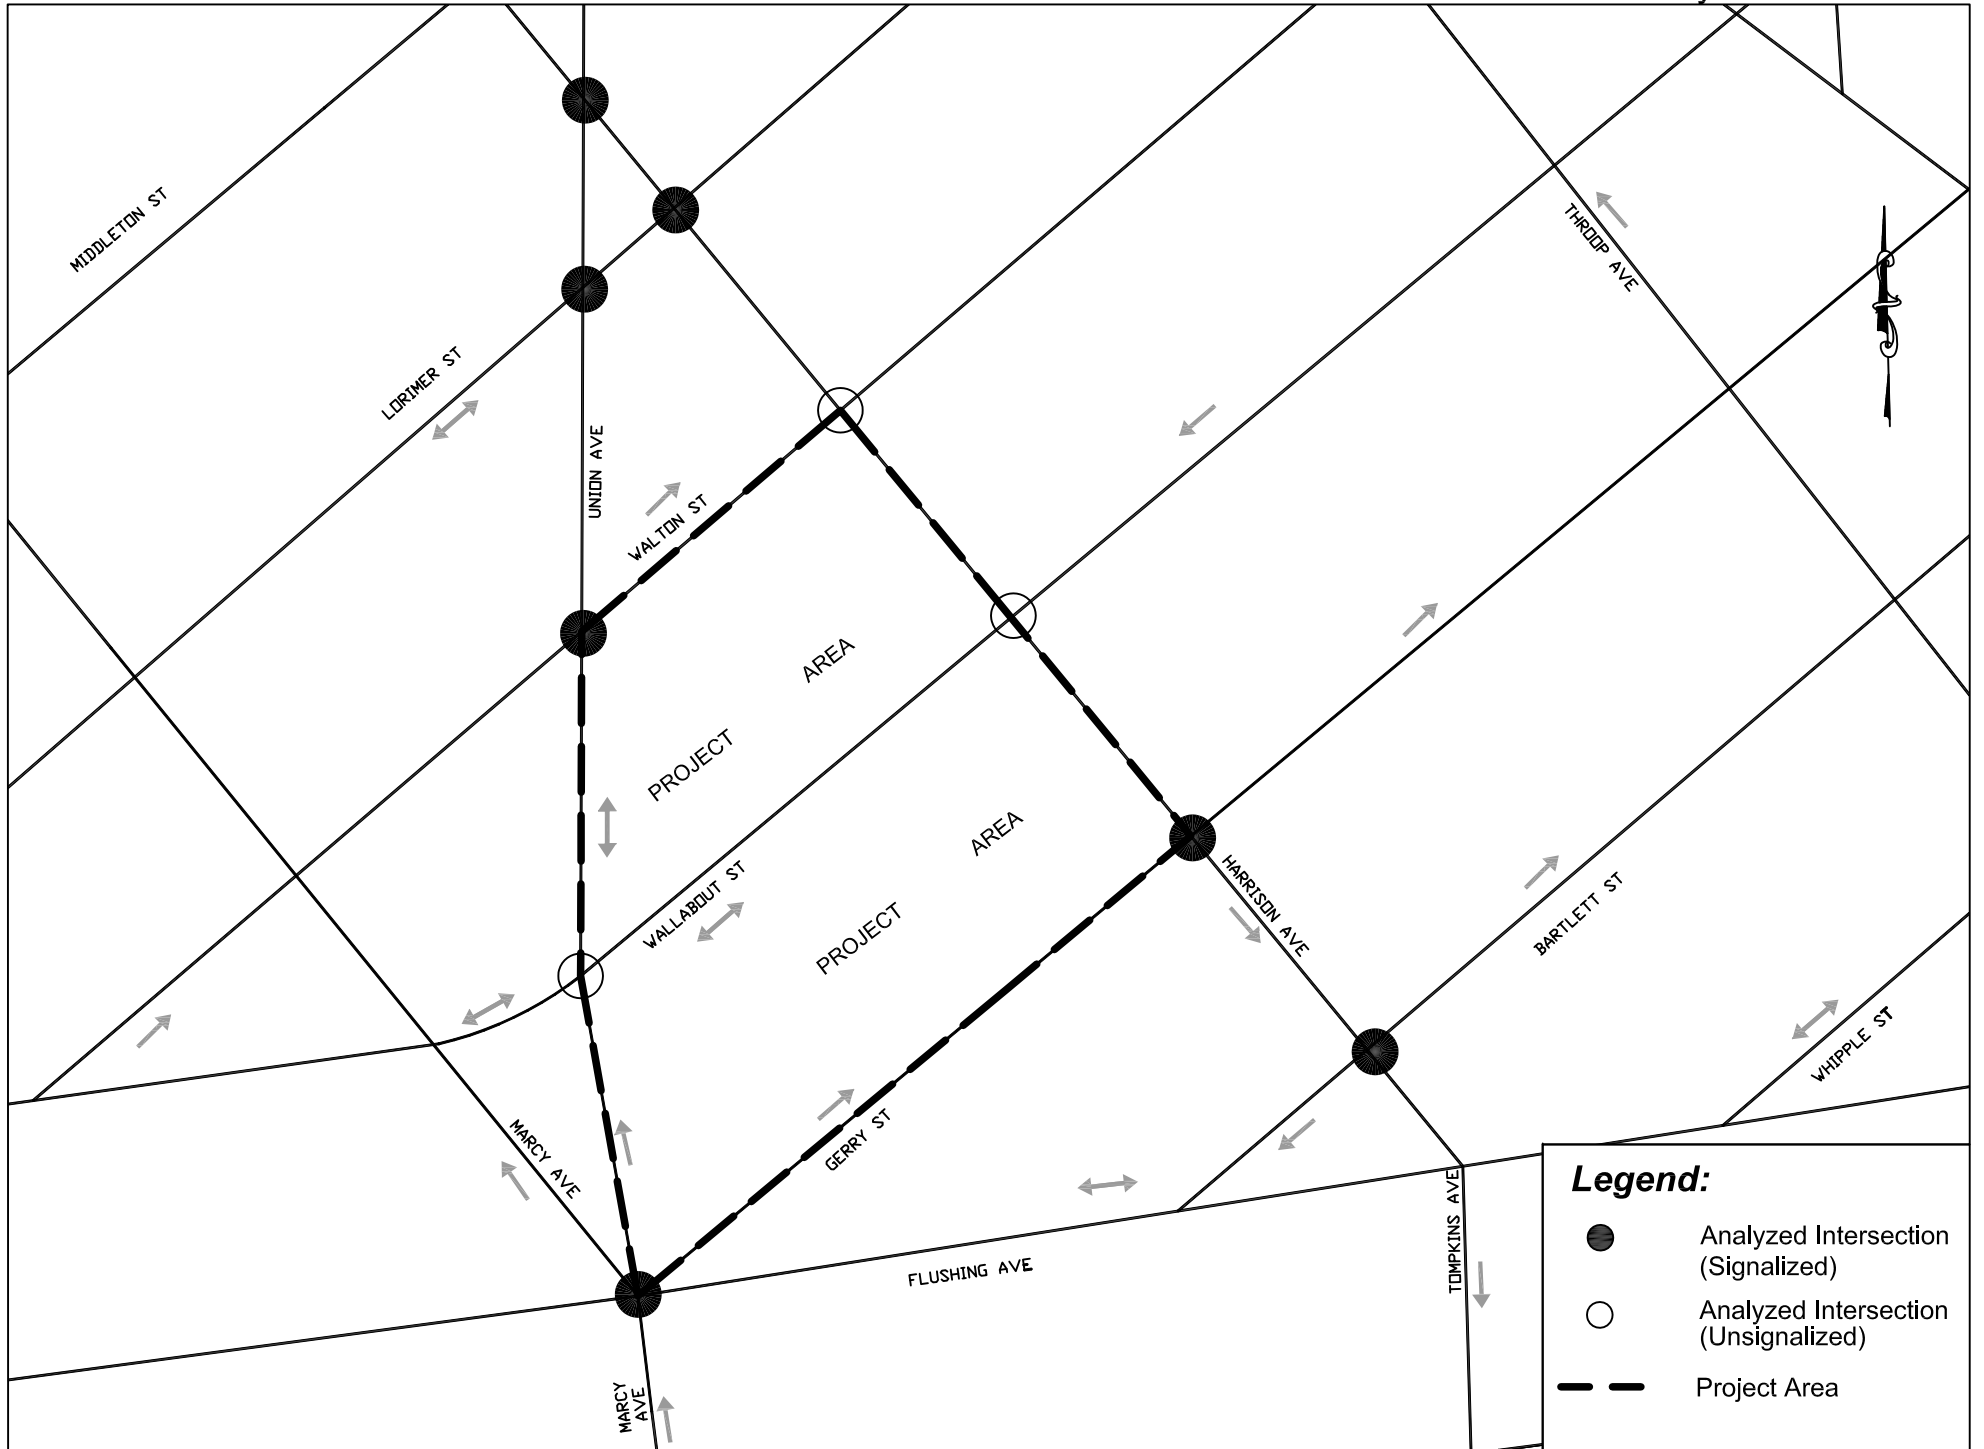 MIDDLETON ST
THROOP AVE
LORIMER ST
UNION AVE
WALTON ST
AREA
PROJECT
AREA
WALLABOUT ST
PROJECT
HARRISON AVE
BARTLETT ST
WHIPPLE ST
GERRY ST
MARCY AVE
FLUSHING AVE
TOMPKINS AVE
MARCY
AVE
Legend:
Analyzed Intersection
(Signalized)
Analyzed Intersection
(Unsignalized)
Project Area